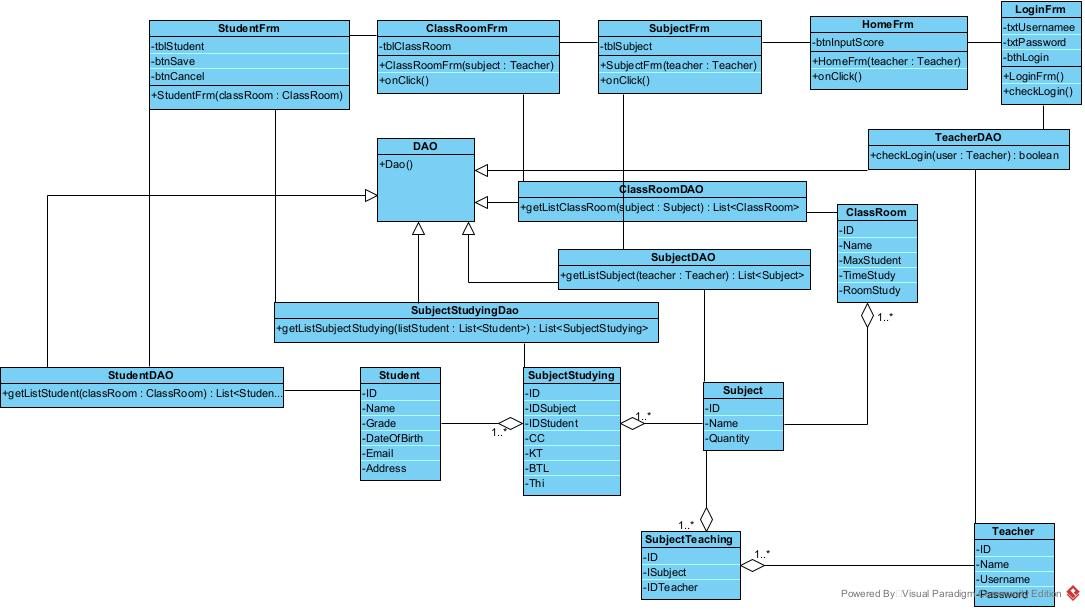 StudentFrm
-tblStudent
-btnSave
-btnCancel
+StudentFrm(classRoom : ClassRoom)
ClassRoomFrm
-tblClassRoom
+ClassRoomFrm(subject : Teacher)
+onClick()
SubjectFrm
-tblSubject
+SubjectFrm(teacher : Teacher)
+onClick()
HomeFrm
-btnInputScore
+HomeFrm(teacher : Teacher)
+onClick()
LoginFrm
-txtUsernamee
-txtPassword
-bthLogin
+LoginFrm()
+checkLogin()
DAO
+Dao()
TeacherDAO
+checkLogin(user : Teacher) : boolean
ClassRoomDAO
+getListClassRoom(subject : Subject) : List<ClassRoom>
ClassRoom
-ID
-Name
-MaxStudent
-TimeStudy
-RoomStudy
1..*
SubjectDAO
+getListSubject(teacher : Teacher) : List<Subject>
SubjectStudyingDao
+getListSubjectStudying(listStudent : List<Student>) : List<SubjectStudying>
StudentDAO
+getListStudent(classRoom : ClassRoom) : List<Studen...
Student
-ID
-Name
-Grade
-DateOfBirth
-Email
-Address
1..*
SubjectStudying
-ID
-IDSubject
-IDStudent
-CC
-KT
-BTL
-Thi
1..*
Subject
-ID
-Name
-Quantity
1..*
SubjectTeaching
-ID
-ISubject
-IDTeacher
1..*
Teacher
-ID
-Name
-Username
-Password
Powered By Visual Paradigm Community Edition